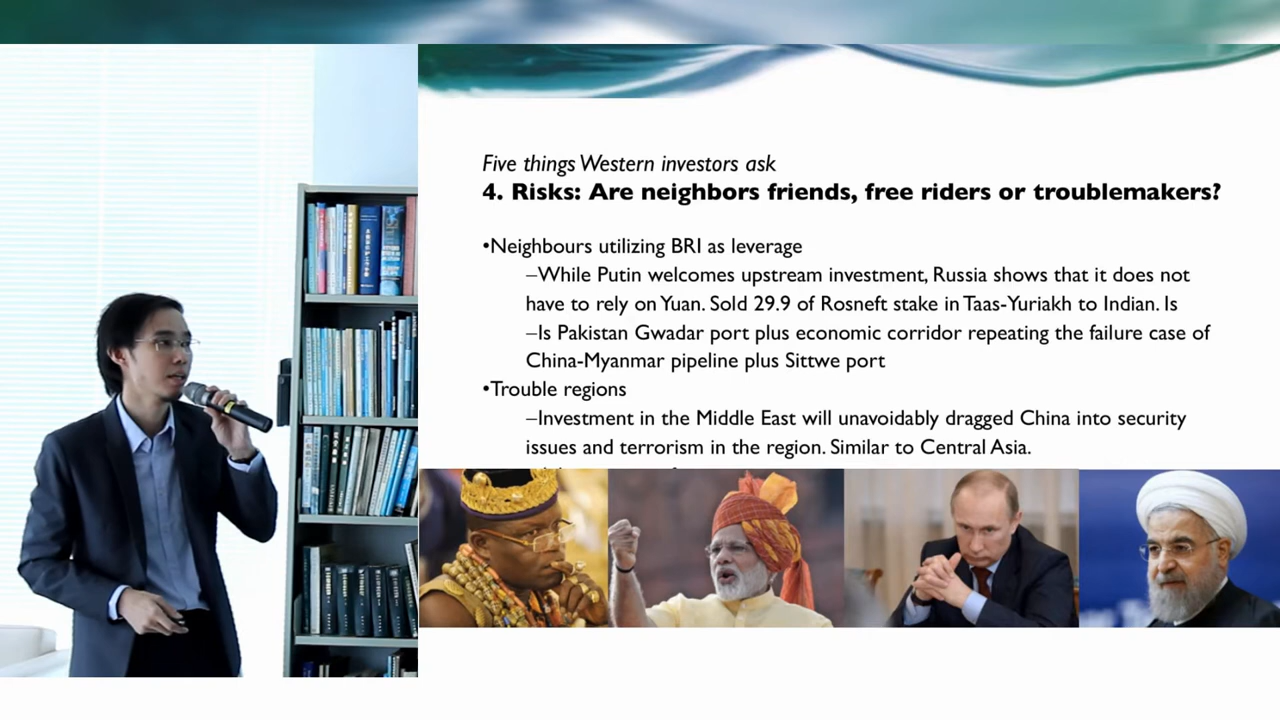 Five things Western investors ask
4. Risks: Are neighbors friends, free riders or troublemakers?
•Neighbours utilizing BRI as leverage
–While Putin welcomes upstream investment, Russia shows that it does not
have to rely on Yuan. Sold 29.9 of Rosneft stake in Taas-Yuriakh to Indian. Is
–Is Pakistan Gwadar port plus economic corridor repeating the failure case of
China-Myanmar pipeline plus Sittwe port
•Trouble regions
–Investment in the Middle East will unavoidably dragged China into security
issues and terrorism in the region. Similar to Central Asia.